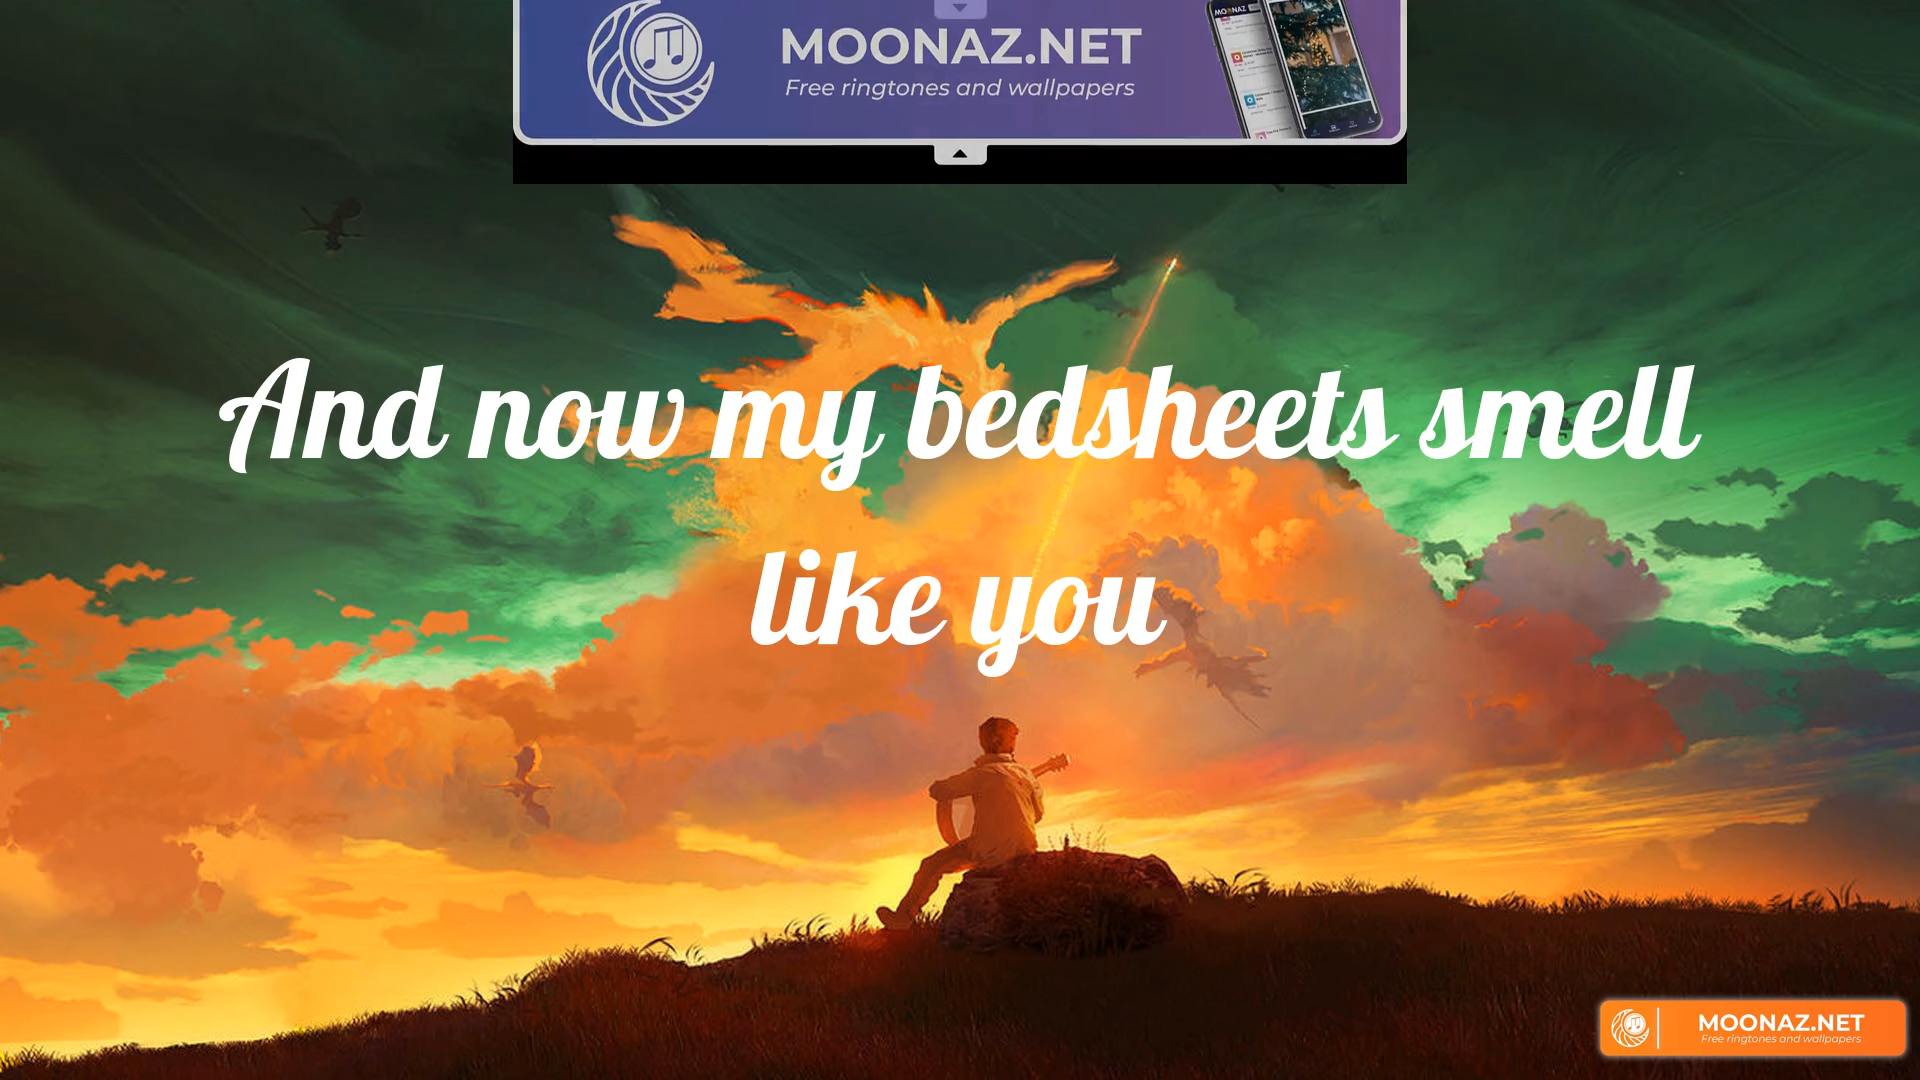 MOONAZ.NET
Free ringtones and wallpapers
And now my bedsheets smell
like you
MOONAZ.NET
Free ringtones and wallpapers